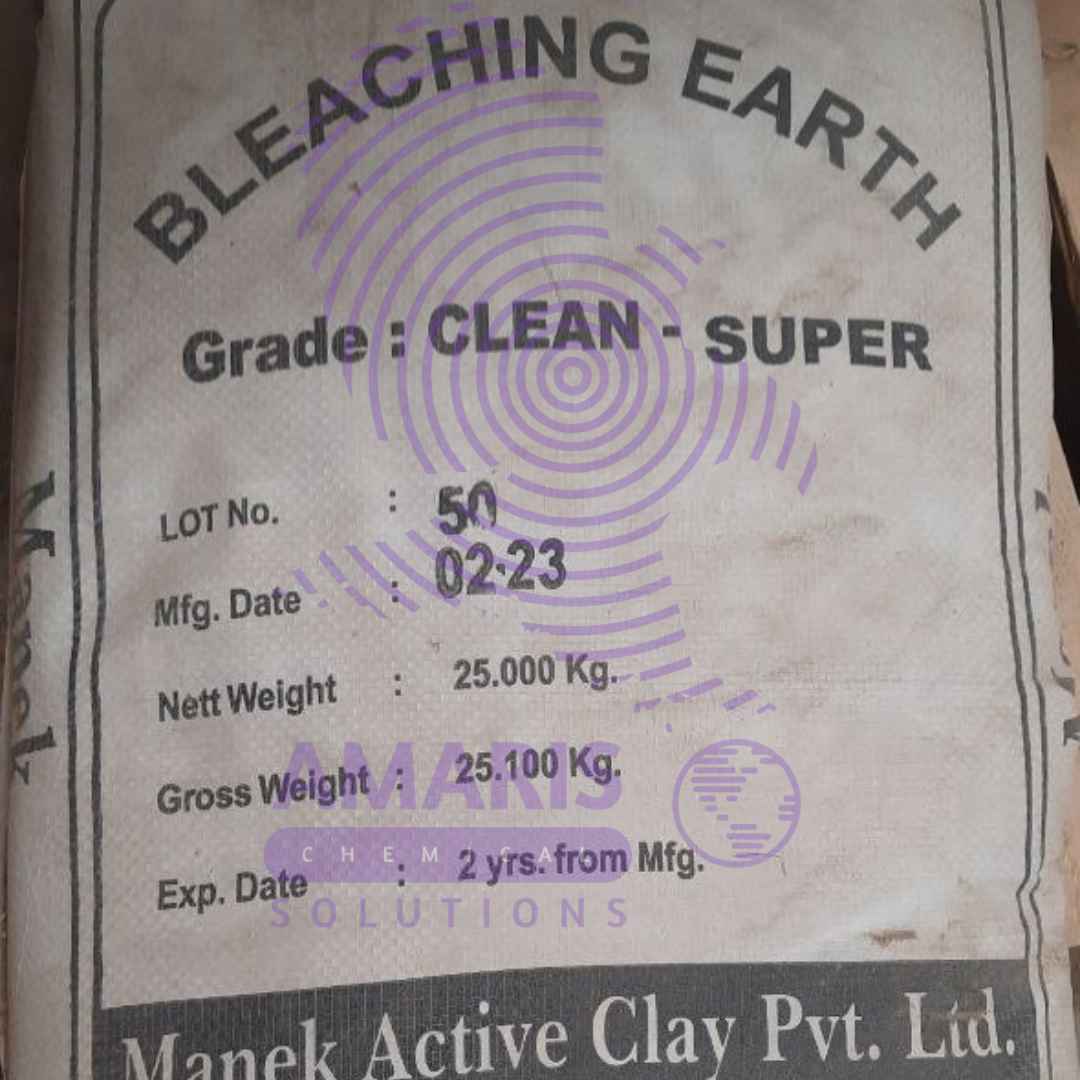 BLEACHING EARTH
Grade : CLEAN - SUPER
LOT No. : 50
Mfg. Date : 02·23
Nett Weight : 25.000 Kg.
Gross Weight : 25.100 Kg.
AMARIS
CHEMICAL
Exp. Date : 2 yrs. from Mfg.
SOLUTIONS
Manek Active Clay Pvt. Ltd.
Manek